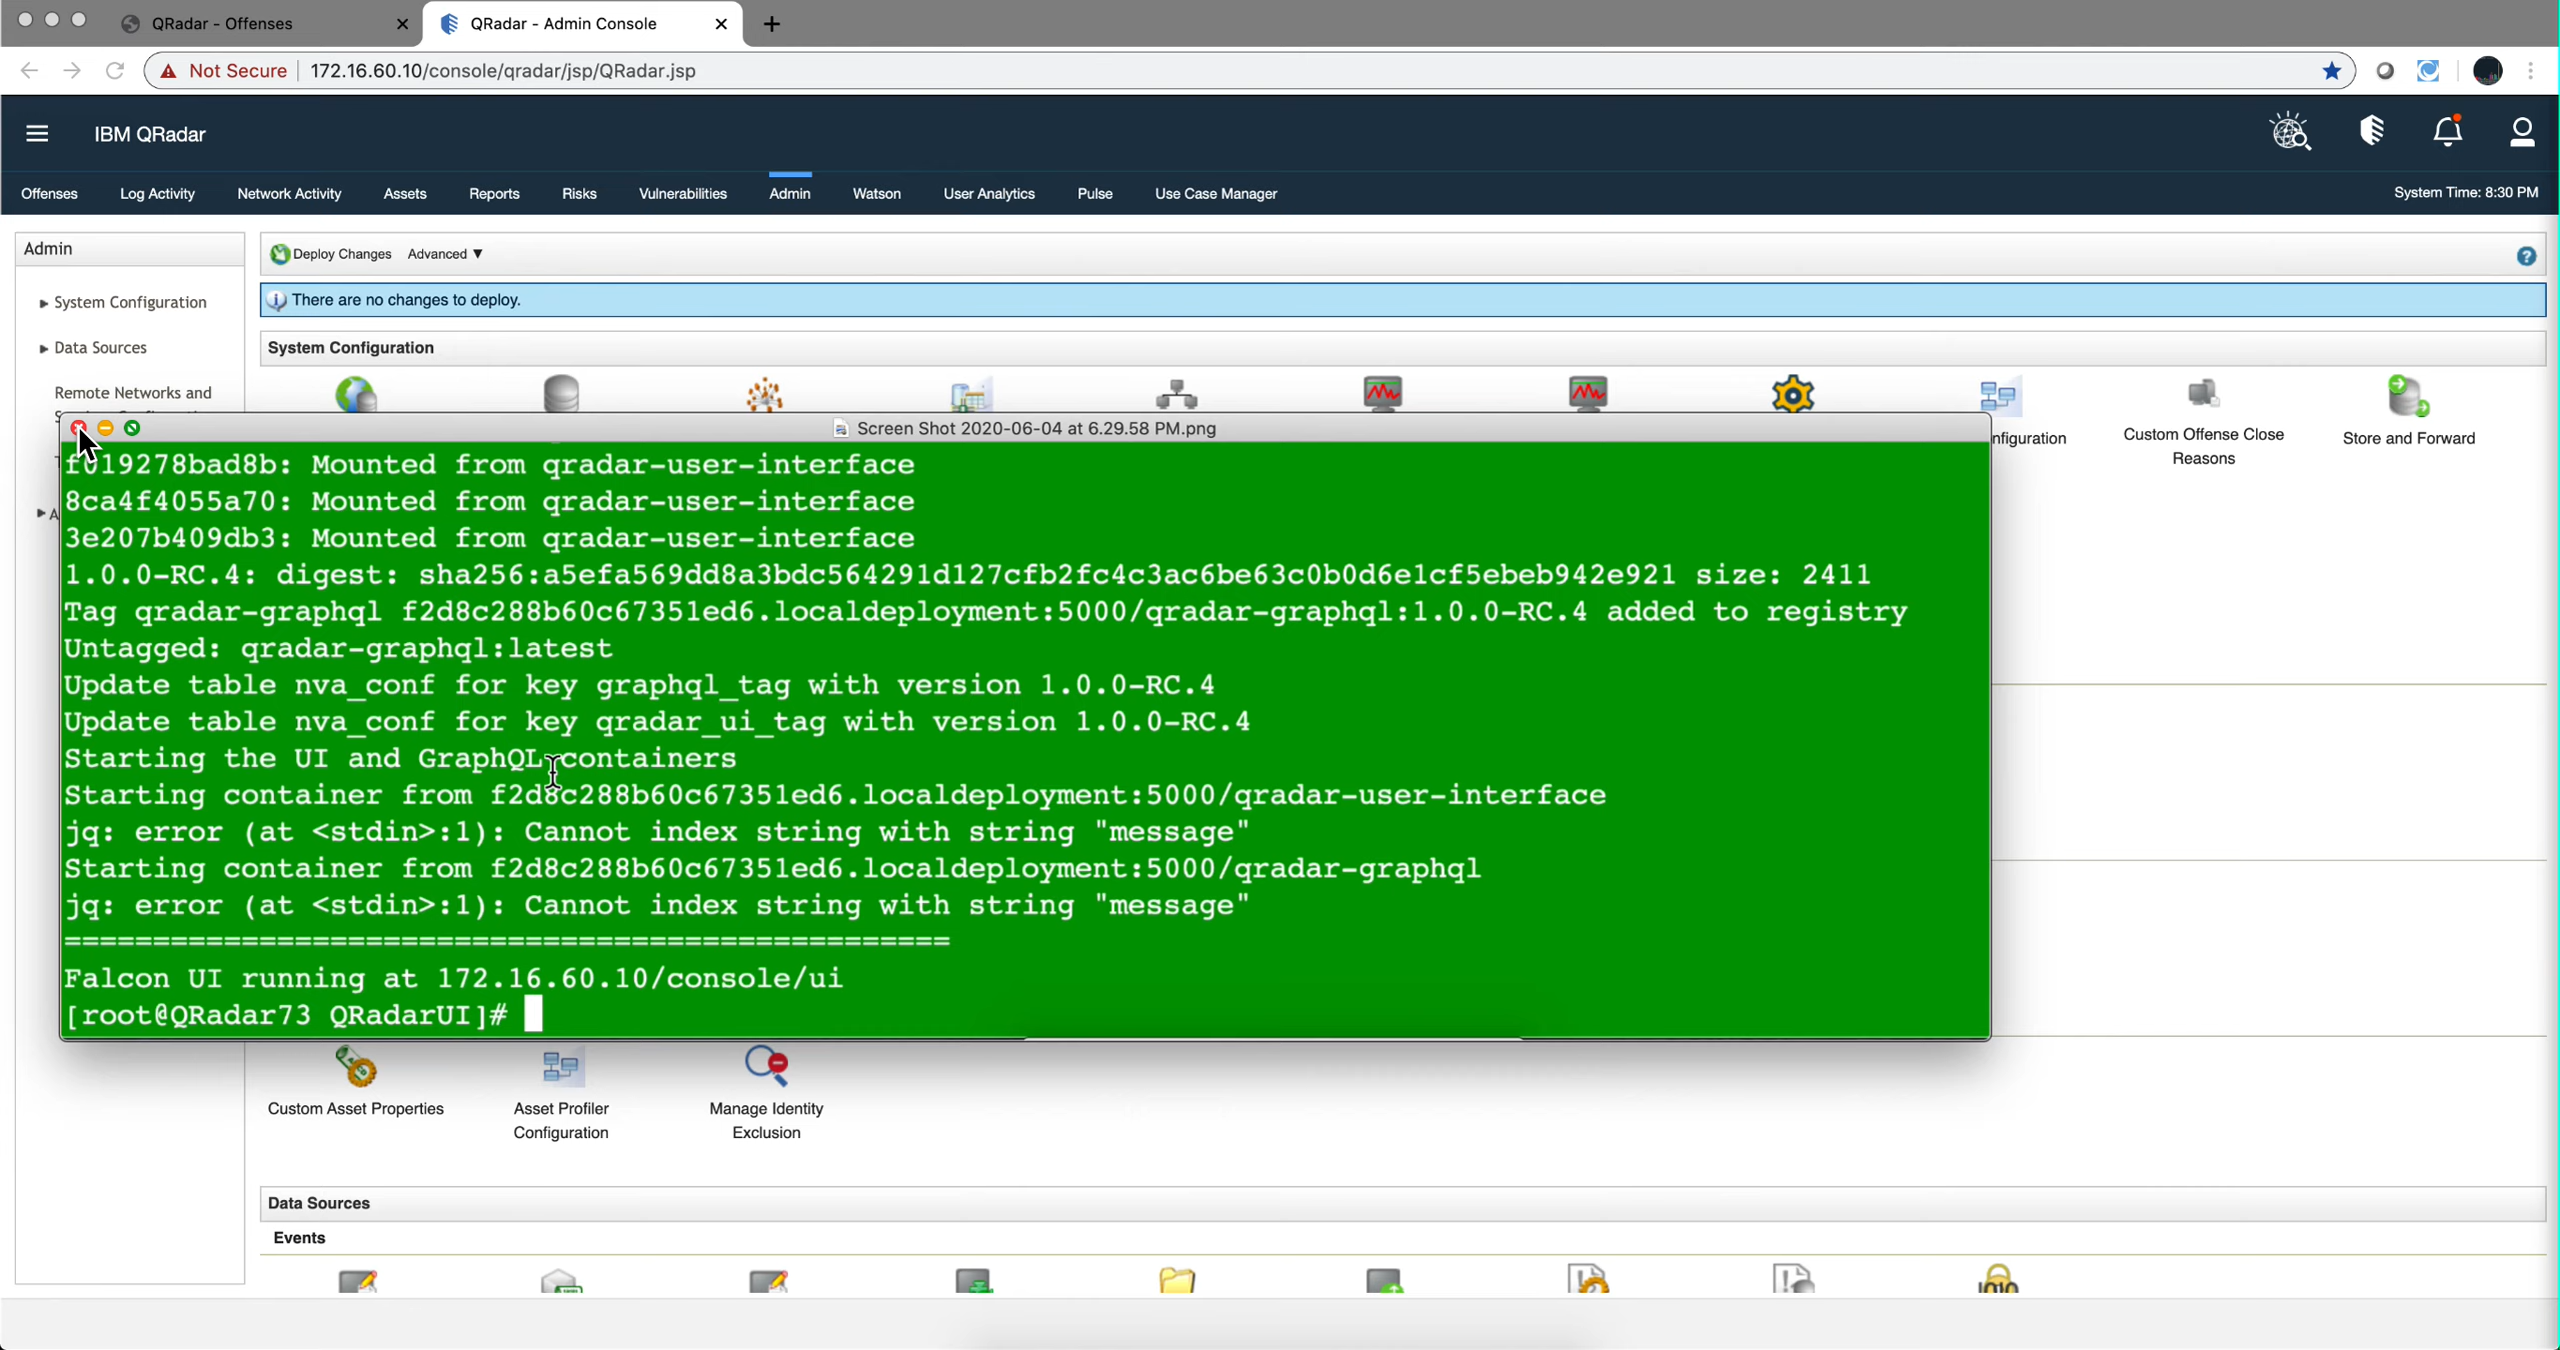 QRadar - Offenses
QRadar - Admin Console
Not Secure
172.16.60.10/console/qradar/jsp/QRadar.jsp
IBM QRadar
Offenses
Log Activity
Network Activity
Assets
Reports
Risks
Vulnerabilities
Admin
Watson
User Analytics
Pulse
Use Case Manager
System Time: 8:30 PM
Admin
Deploy Changes
Advanced ▼
System Configuration
There are no changes to deploy.
Data Sources
System Configuration
Remote Networks and
Screen Shot 2020-06-04 at 6.29.58 PM.png
nfiguration
Custom Offense Close
Reasons
Store and Forward
f019278bad8b: Mounted from qradar-user-interface
8ca4f4055a70: Mounted from qradar-user-interface
3e207b409db3: Mounted from qradar-user-interface
1.0.0-RC.4: digest: sha256:a5efa569dd8a3bdc564291d127cfb2fc4c3ac6be63c0b0d6e1cf5ebeb942e921 size: 2411
Tag qradar-graphql f2d8c288b60c67351ed6.localdeployment:5000/qradar-graphql:1.0.0-RC.4 added to registry
Untagged: qradar-graphql:latest
Update table nva_conf for key graphql_tag with version 1.0.0-RC.4
Update table nva_conf for key qradar_ui_tag with version 1.0.0-RC.4
Starting the UI and GraphQL containers
Starting container from f2d8c288b60c67351ed6.localdeployment:5000/qradar-user-interface
jq: error (at <stdin>:1): Cannot index string with string "message"
Starting container from f2d8c288b60c67351ed6.localdeployment:5000/qradar-graphql
jq: error (at <stdin>:1): Cannot index string with string "message"
==================================================
Falcon UI running at 172.16.60.10/console/ui
[root@QRadar73 QRadarUI]#
Custom Asset Properties
Asset Profiler
Configuration
Manage Identity
Exclusion
Data Sources
Events